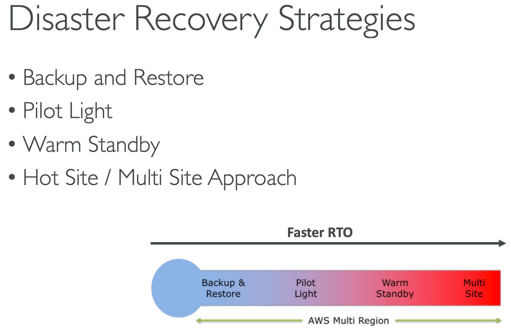 Disaster Recovery Strategies
• Backup and Restore
• Pilot Light
• Warm Standby
• Hot Site / Multi Site Approach
Faster RTO
Backup &
Restore
Pilot
Light
Warm
Standby
Multi
Site
AWS Multi Region